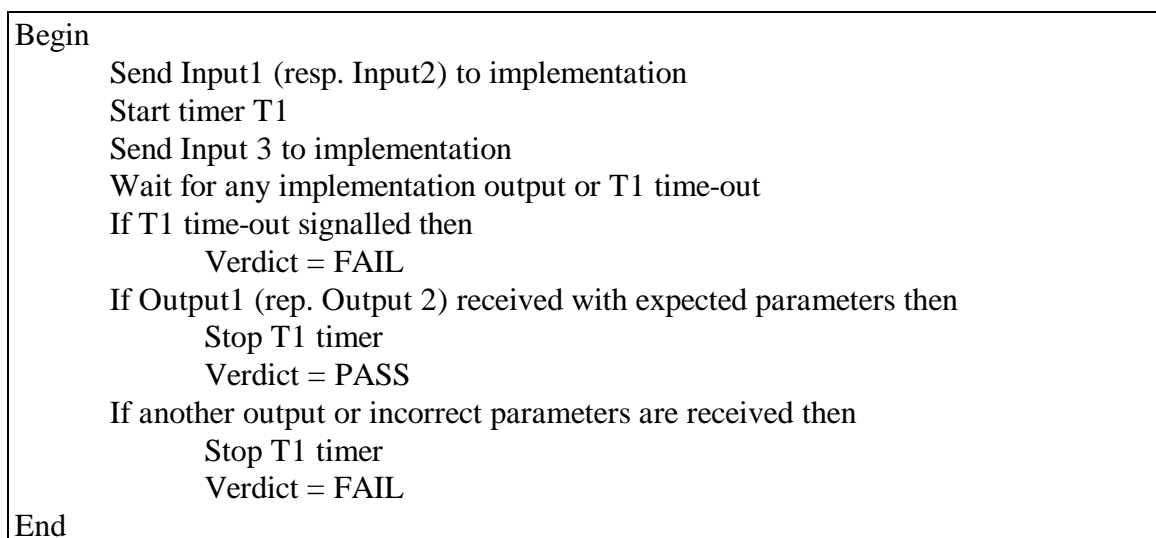 Begin
Send Input1 (resp. Input2) to implementation
Start timer T1
Send Input 3 to implementation
Wait for any implementation output or T1 time-out
If T1 time-out signalled then
Verdict = FAIL
If Output1 (rep. Output 2) received with expected parameters then
Stop T1 timer
Verdict = PASS
If another output or incorrect parameters are received then
Stop T1 timer
Verdict = FAIL
End